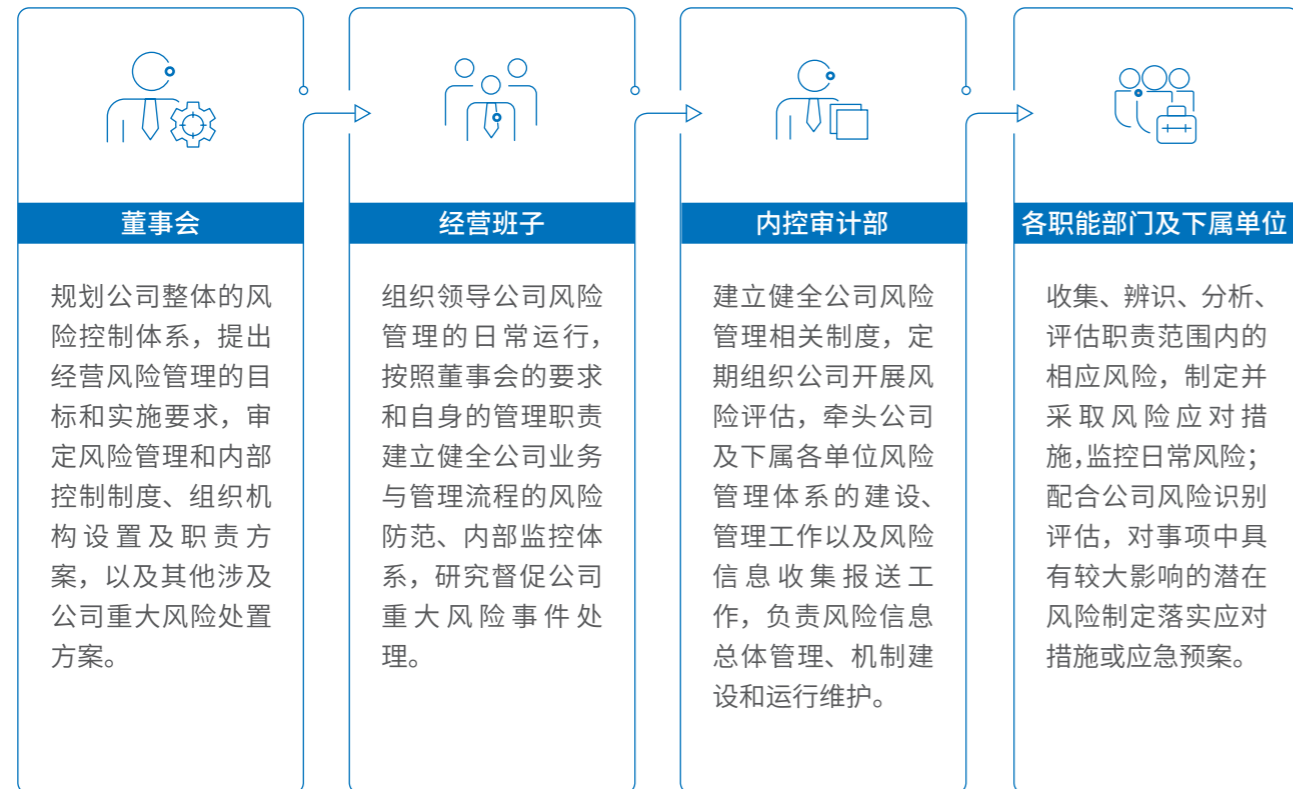 董事会
规划公司整体的风
险控制体系，提出
经营风险管理的目
标和实施要求，审
定风险管理和内部
控制制度、组织机
构设置及职责方
案，以及其他涉及
公司重大风险处置
方案。
经营班子
组织领导公司风险
管理的日常运行，
按照董事会的要求
和自身的管理职责
建立健全公司业务
与管理流程的风险
防范、内部监控体
系，研究督促公司
重大风险事件处
理。
内控审计部
建立健全公司风险
管理相关制度，定
期组织公司开展风
险评估，牵头公司
及下属各单位风险
管理体系的建设、
管理工作以及风险
信息收集报送工
作，负责风险信息
总体管理、机制建
设和运行维护。
各职能部门及下属单位
收集、辨识、分析、
评估职责范围内的
相应风险，制定并
采取风险应对措
施，监控日常风险；
配合公司风险识别
评估，对事项中具
有较大影响的潜在
风险制定落实应对
措施或应急预案。